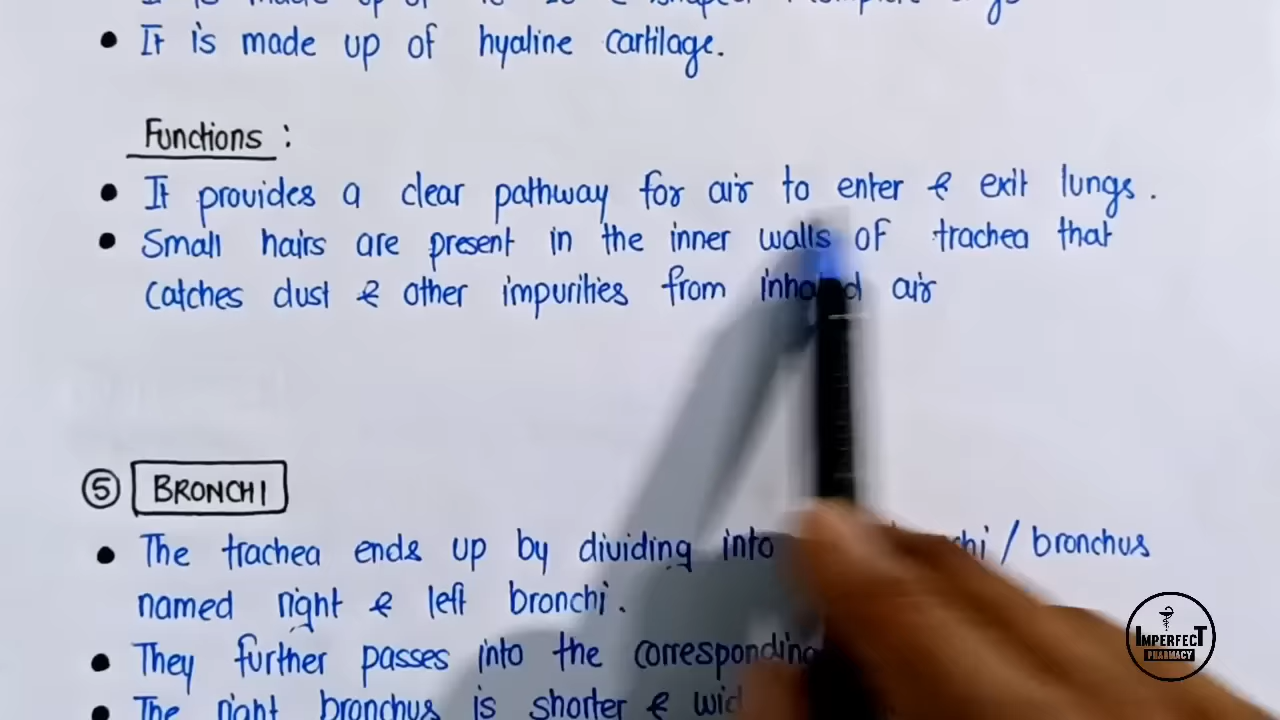 • It is made up of hyaline cartilage.
Functions :
• It provides a clear pathway for air to enter & exit lungs.
• Small hairs are present in the inner walls of trachea that
catches dust & other impurities from inhaled air
⑤ BRONCHI
• The trachea ends up by dividing into / bronchus
named right & left bronchi.
• They further passes into the corresponding
• The right bronchus is shorter &
IMPERFECT
PHARMACY